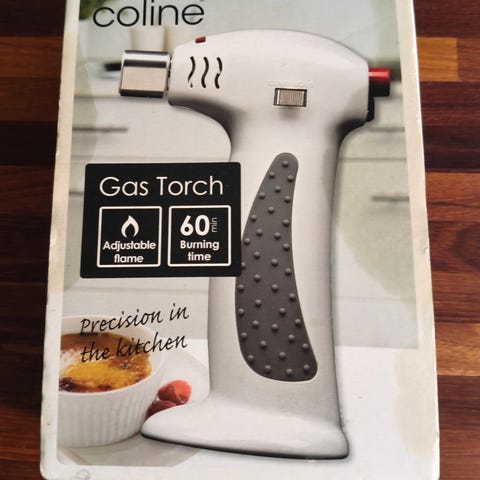 coline
Gas Torch
Adjustable
flame
60 min
Burning
time
Precision in
the kitchen